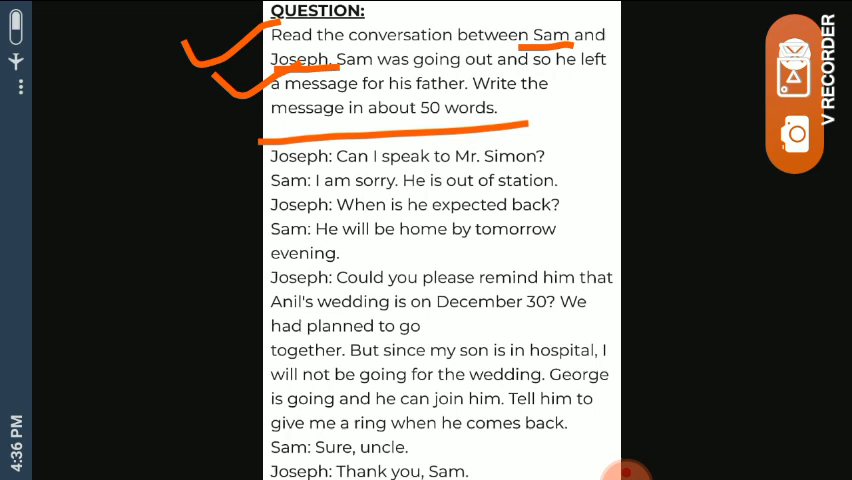 QUESTION:
Read the conversation between Sam and
Joseph. Sam was going out and so he left
a message for his father. Write the
message in about 50 words.
Joseph: Can I speak to Mr. Simon?
Sam: I am sorry. He is out of station.
Joseph: When is he expected back?
Sam: He will be home by tomorrow
evening.
Joseph: Could you please remind him that
Anil's wedding is on December 30? We
had planned to go
together. But since my son is in hospital, I
will not be going for the wedding. George
is going and he can join him. Tell him to
give me a ring when he comes back.
Sam: Sure, uncle.
Joseph: Thank you, Sam.
4:36 PM
V RECORDER